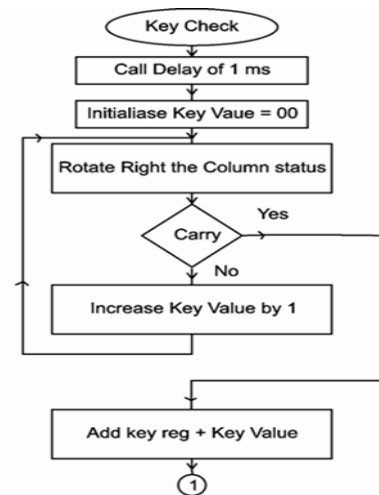 Key Check
Call Delay of 1 ms
Initialiase Key Vaue = 00
Rotate Right the Column status
Carry
Yes
No
Increase Key Value by 1
Add key reg + Key Value
1